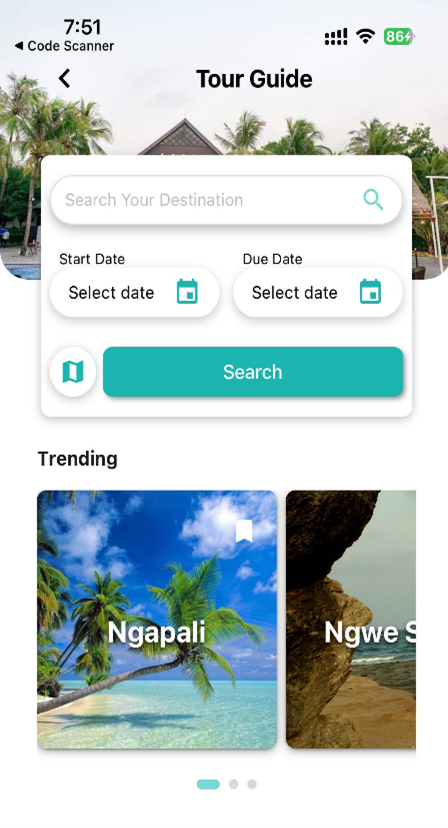 7:51
◀ Code Scanner
86
Tour Guide
Search Your Destination
Start Date
Due Date
Select date
Select date
Search
Trending
Ngapali
Ngwe S